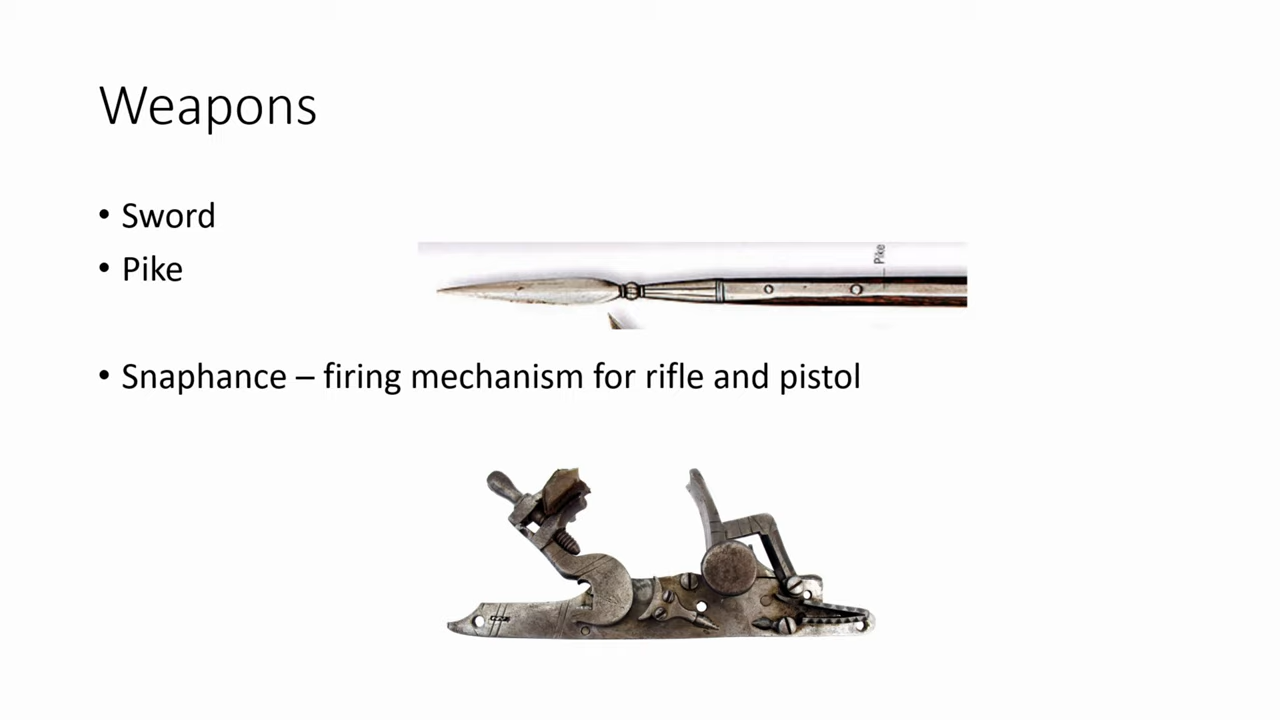 Weapons
• Sword
• Pike
Pike
• Snaphance – firing mechanism for rifle and pistol